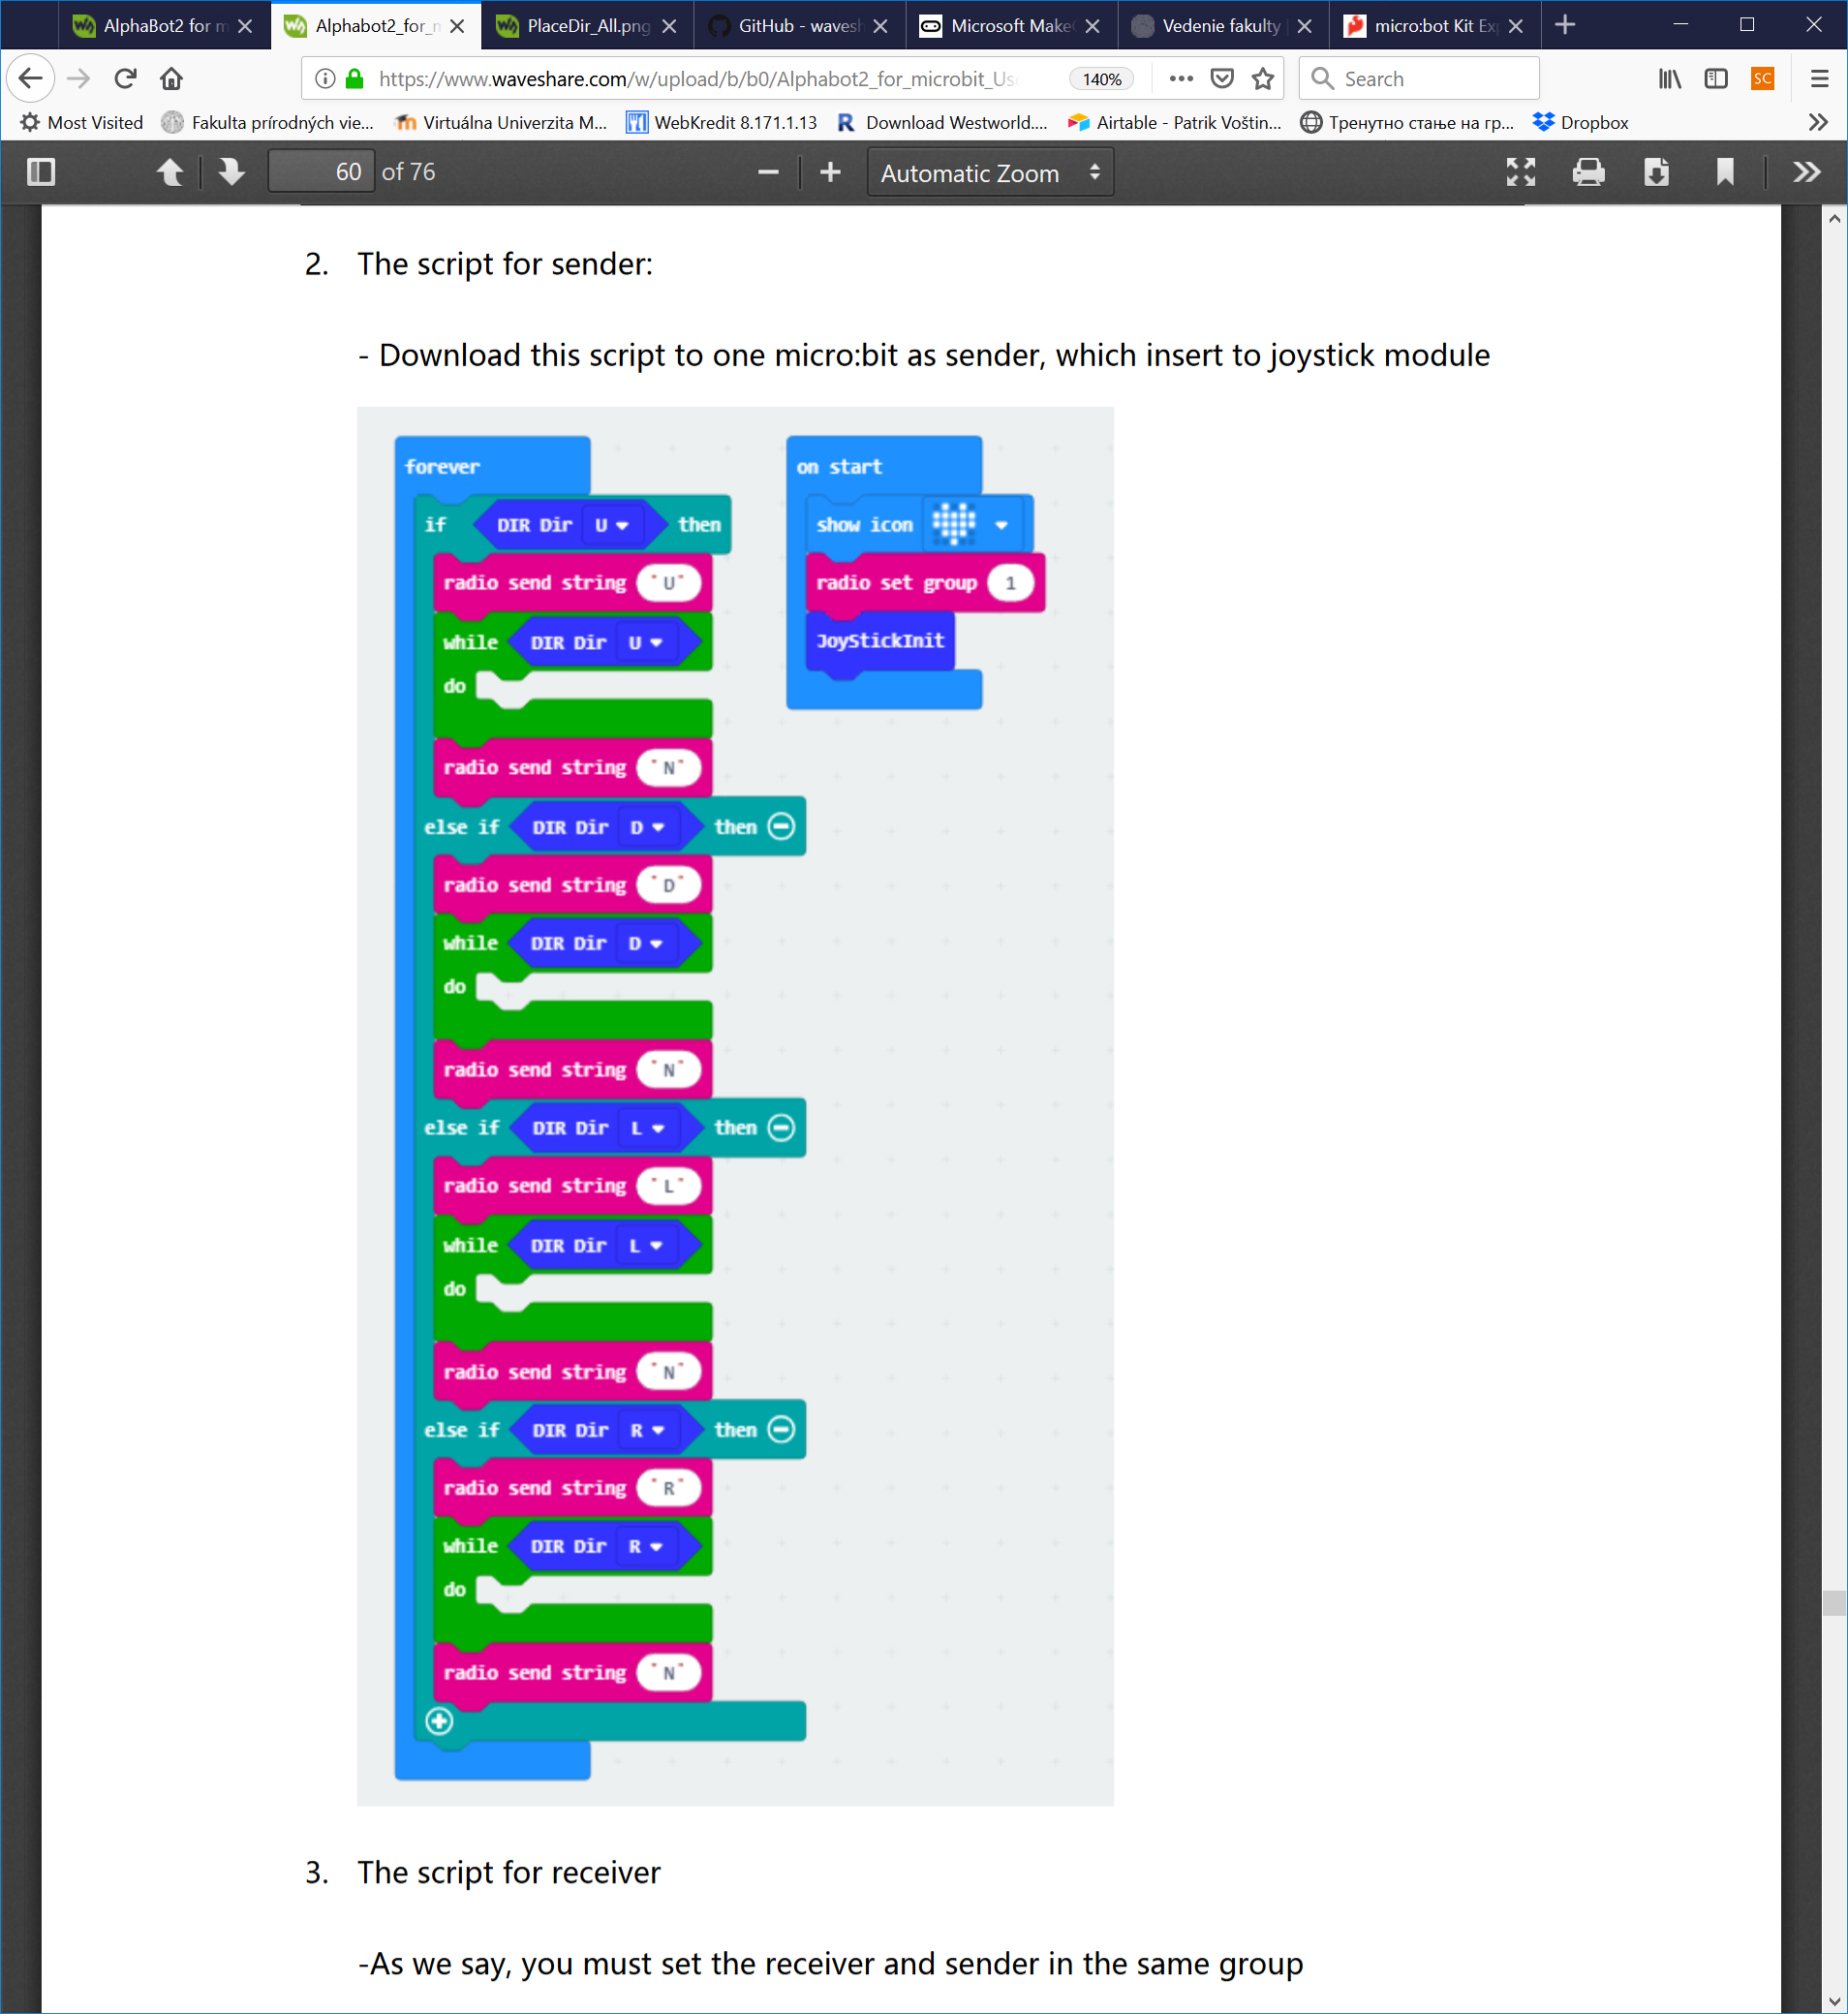 AlphaBot2 for m
Alphabot2_for_m
PlaceDir_All.png
GitHub - wavesh
Microsoft MakeC
Vedenie fakulty
micro:bot Kit Ex
https://www.waveshare.com/w/upload/b/b0/Alphabot2_for_microbit_Us
140%
Search
SC
Most Visited
Fakulta prírodných vie...
Virtuálna Univerzita M...
WebKredit 8.171.1.13
R Download Westworld....
Airtable - Patrik Voštin...
Тренутно стање на гр...
Dropbox
60 of 76
Automatic Zoom
2. The script for sender:
- Download this script to one micro:bit as sender, which insert to joystick module
forever
if DIR Dir U then
radio send string "U"
while DIR Dir U
do
radio send string "N"
else if DIR Dir D then
radio send string "D"
while DIR Dir D
do
radio send string "N"
else if DIR Dir L then
radio send string "L"
while DIR Dir L
do
radio send string "N"
else if DIR Dir R then
radio send string "R"
while DIR Dir R
do
radio send string "N"
on start
show icon
radio set group 1
JoyStickInit
3. The script for receiver
-As we say, you must set the receiver and sender in the same group